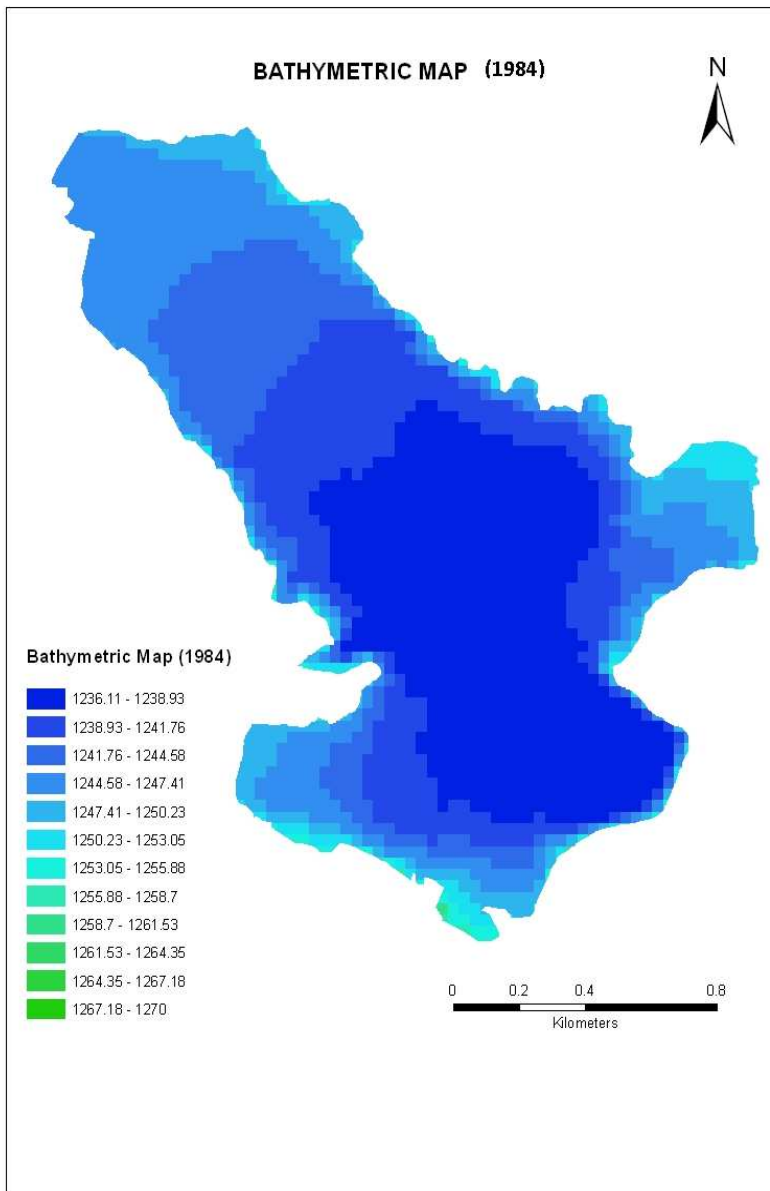 BATHYMETRIC MAP (1984)
N
Bathymetric Map (1984)
1236.11 - 1238.93
1238.93 - 1241.76
1241.76 - 1244.58
1244.58 - 1247.41
1247.41 - 1250.23
1250.23 - 1253.05
1253.05 - 1255.88
1255.88 - 1258.7
1258.7 - 1261.53
1261.53 - 1264.35
1264.35 - 1267.18
1267.18 - 1270
0 0.2 0.4 0.8
Kilometers